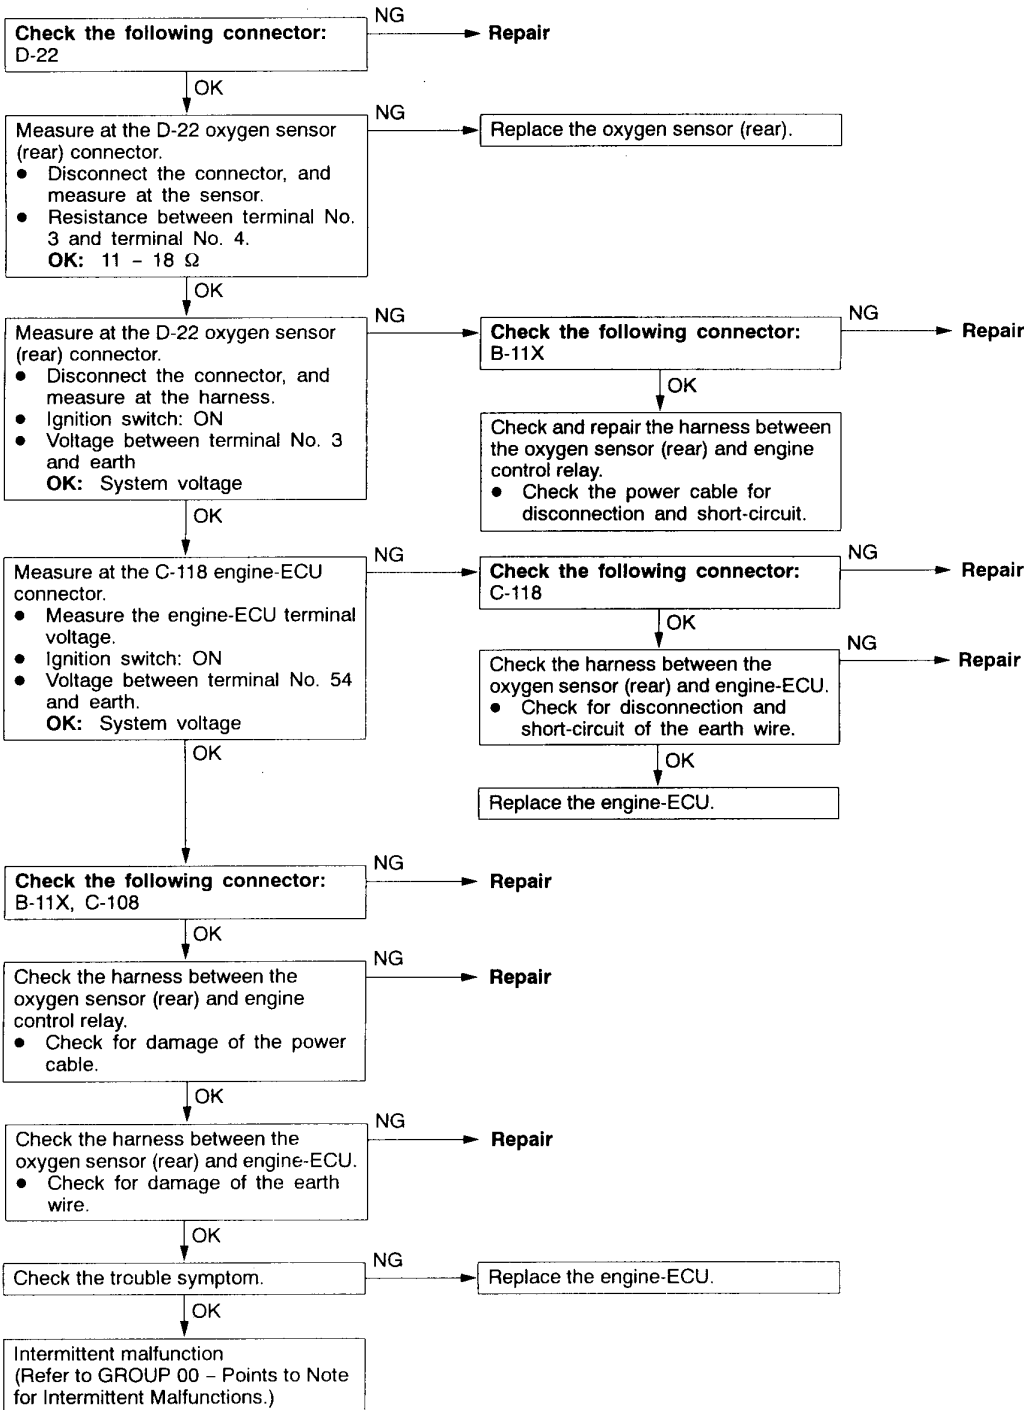 Check the following connector:
D-22
NG
Repair
OK
Measure at the D-22 oxygen sensor
(rear) connector.
● Disconnect the connector, and
measure at the sensor.
● Resistance between terminal No.
3 and terminal No. 4.
OK: 11 – 18 Ω
NG
Replace the oxygen sensor (rear).
OK
Measure at the D-22 oxygen sensor
(rear) connector.
● Disconnect the connector, and
measure at the harness.
● Ignition switch: ON
● Voltage between terminal No. 3
and earth
OK: System voltage
NG
Check the following connector:
B-11X
NG
Repair
OK
Check and repair the harness between
the oxygen sensor (rear) and engine
control relay.
● Check the power cable for
disconnection and short-circuit.
OK
Measure at the C-118 engine-ECU
connector.
● Measure the engine-ECU terminal
voltage.
● Ignition switch: ON
● Voltage between terminal No. 54
and earth.
OK: System voltage
NG
Check the following connector:
C-118
NG
Repair
OK
Check the harness between the
oxygen sensor (rear) and engine-ECU.
● Check for disconnection and
short-circuit of the earth wire.
NG
Repair
OK
Replace the engine-ECU.
OK
Check the following connector:
B-11X, C-108
NG
Repair
OK
Check the harness between the
oxygen sensor (rear) and engine
control relay.
● Check for damage of the power
cable.
NG
Repair
OK
Check the harness between the
oxygen sensor (rear) and engine-ECU.
● Check for damage of the earth
wire.
NG
Repair
OK
Check the trouble symptom.
NG
Replace the engine-ECU.
OK
Intermittent malfunction
(Refer to GROUP 00 – Points to Note
for Intermittent Malfunctions.)